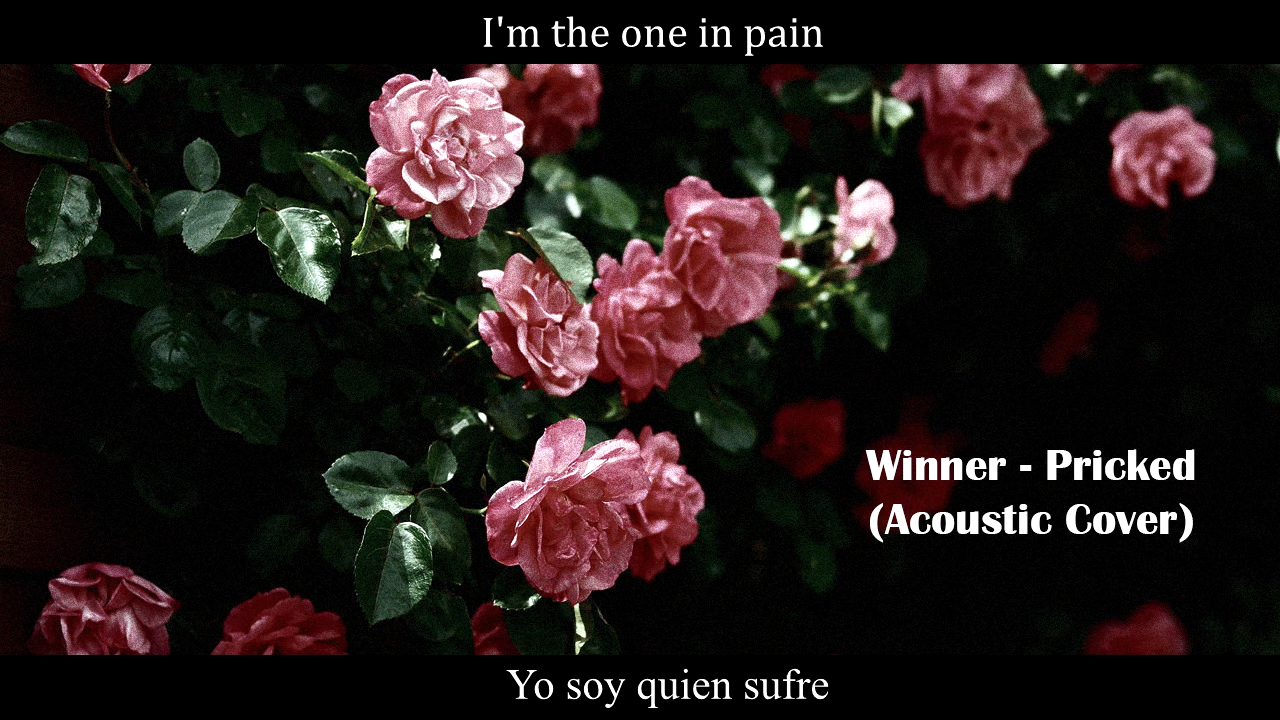 I'm the one in pain
Winner - Pricked
(Acoustic Cover)
Yo soy quien sufre